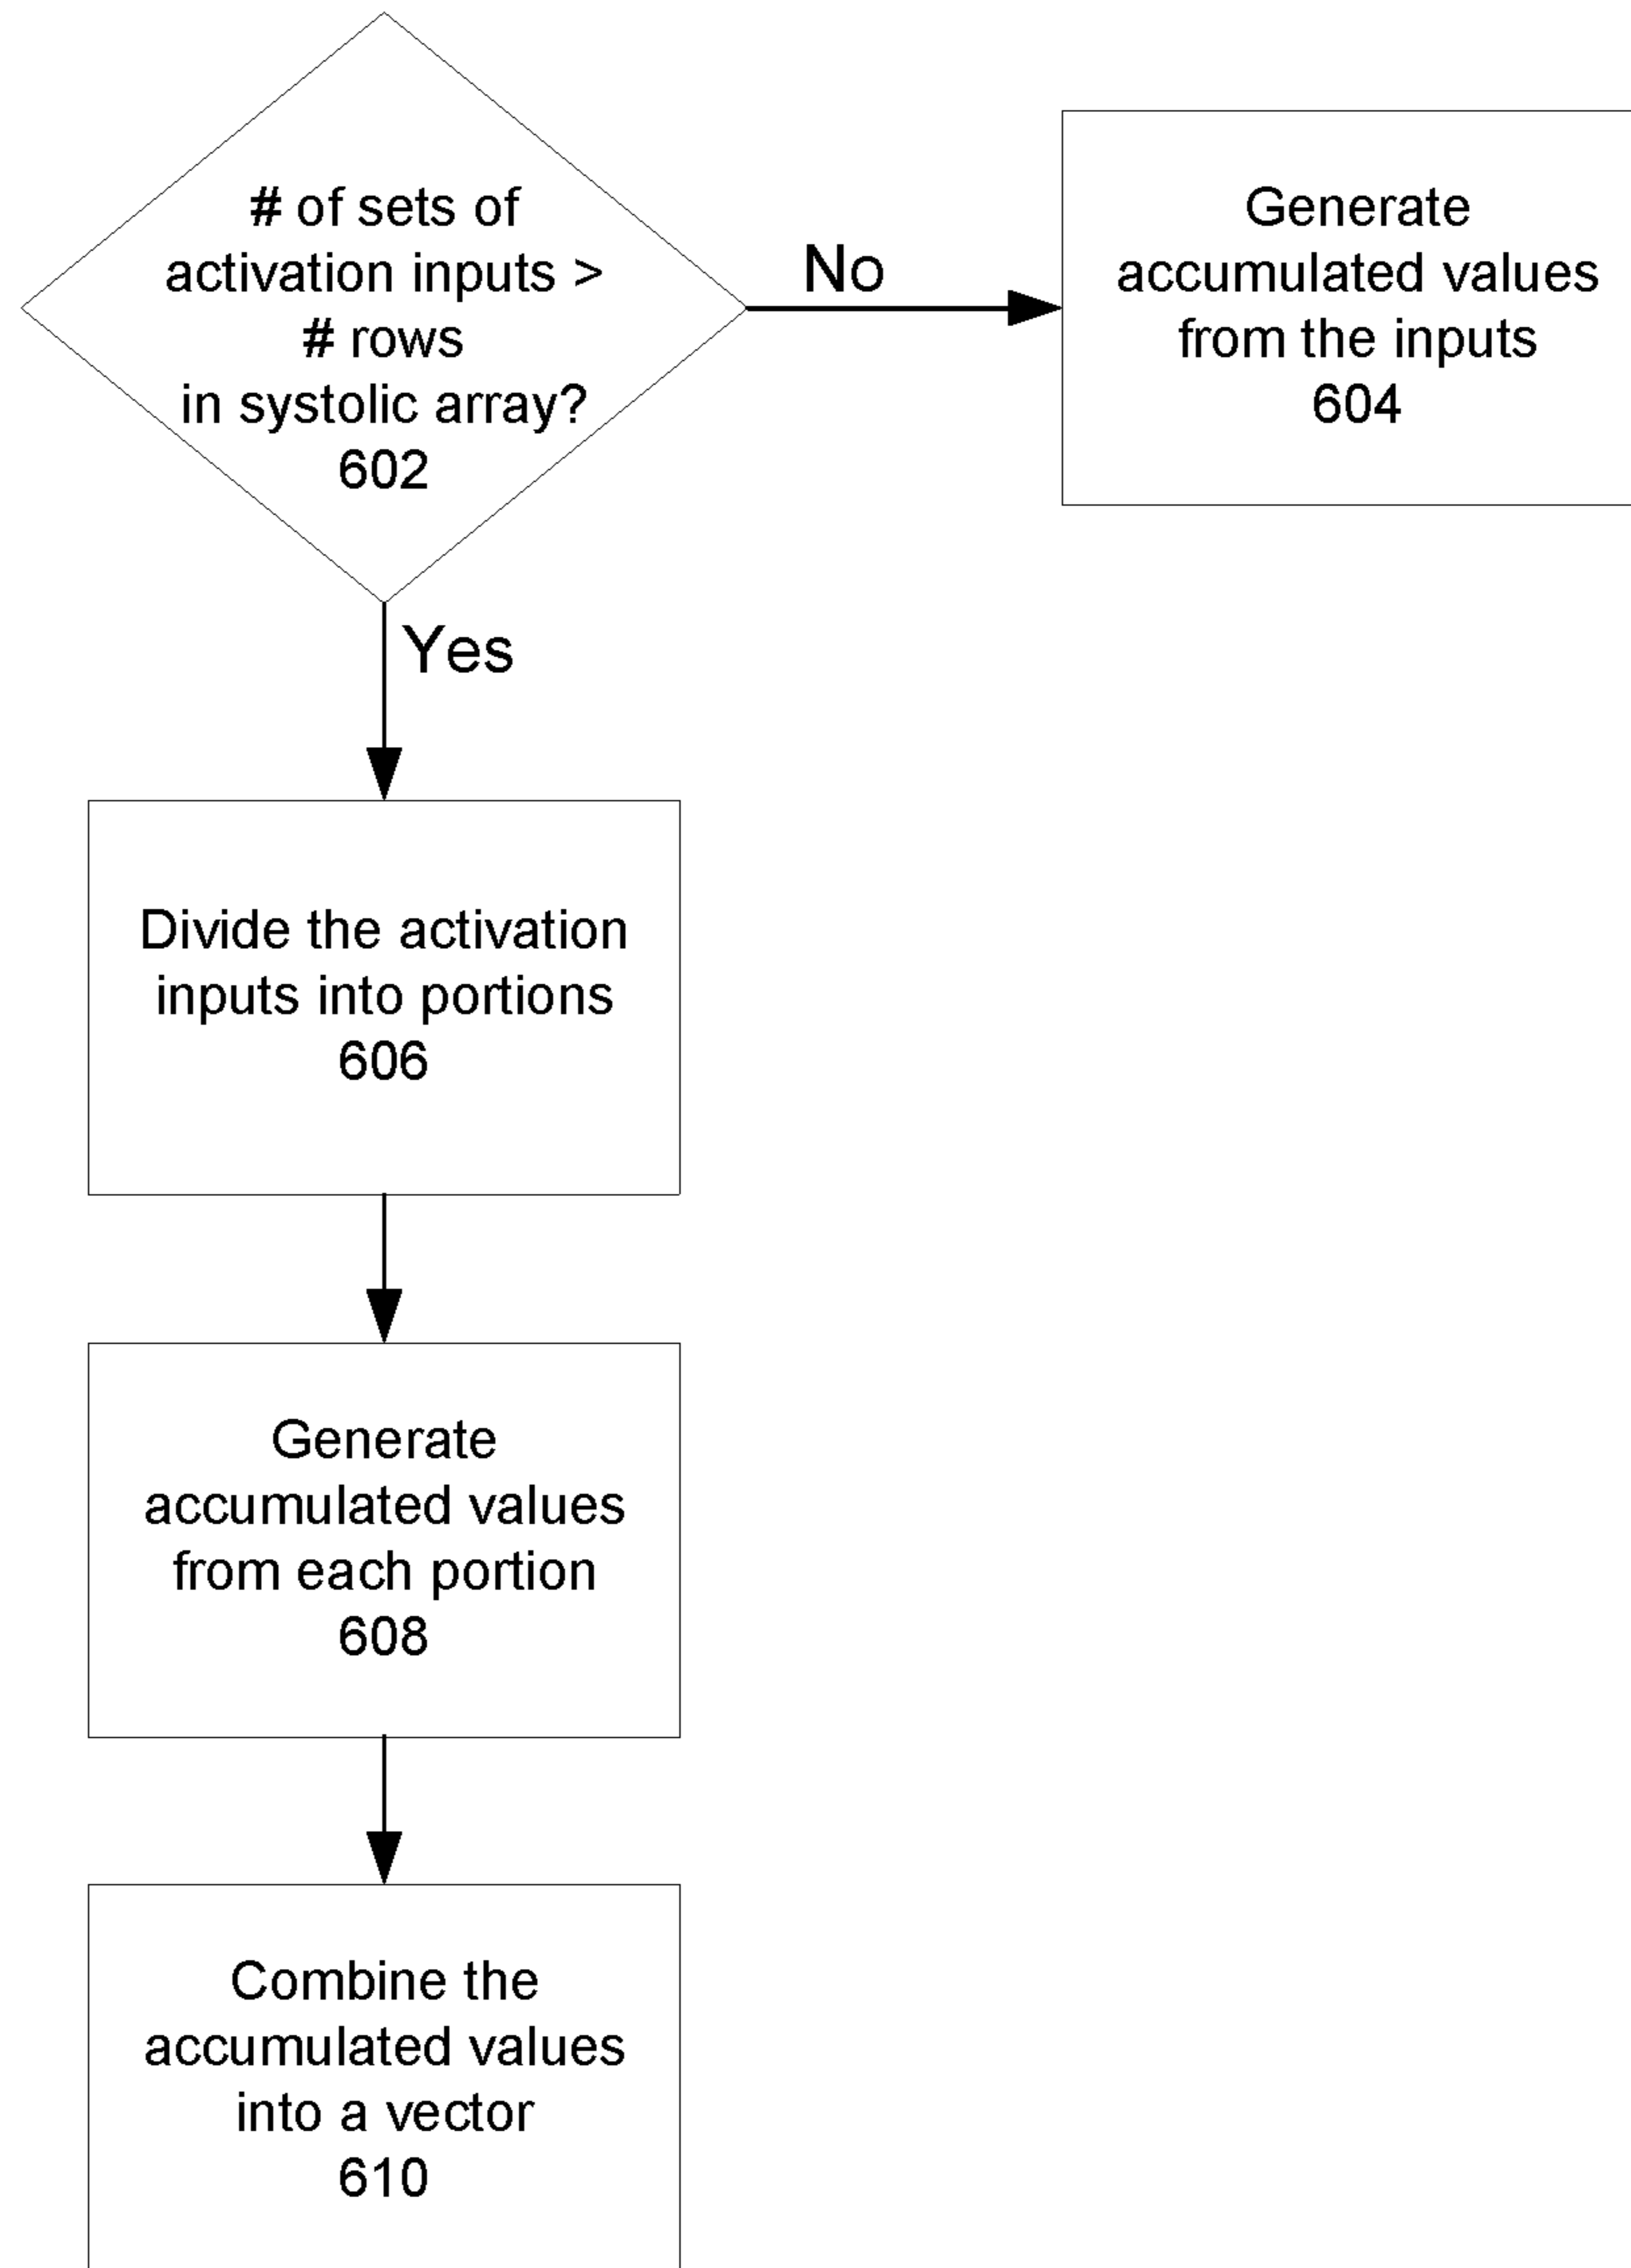 # of sets of
activation inputs >
# rows
in systolic array?
602
No
Generate
accumulated values
from the inputs
604
Yes
Divide the activation
inputs into portions
606
Generate
accumulated values
from each portion
608
Combine the
accumulated values
into a vector
610